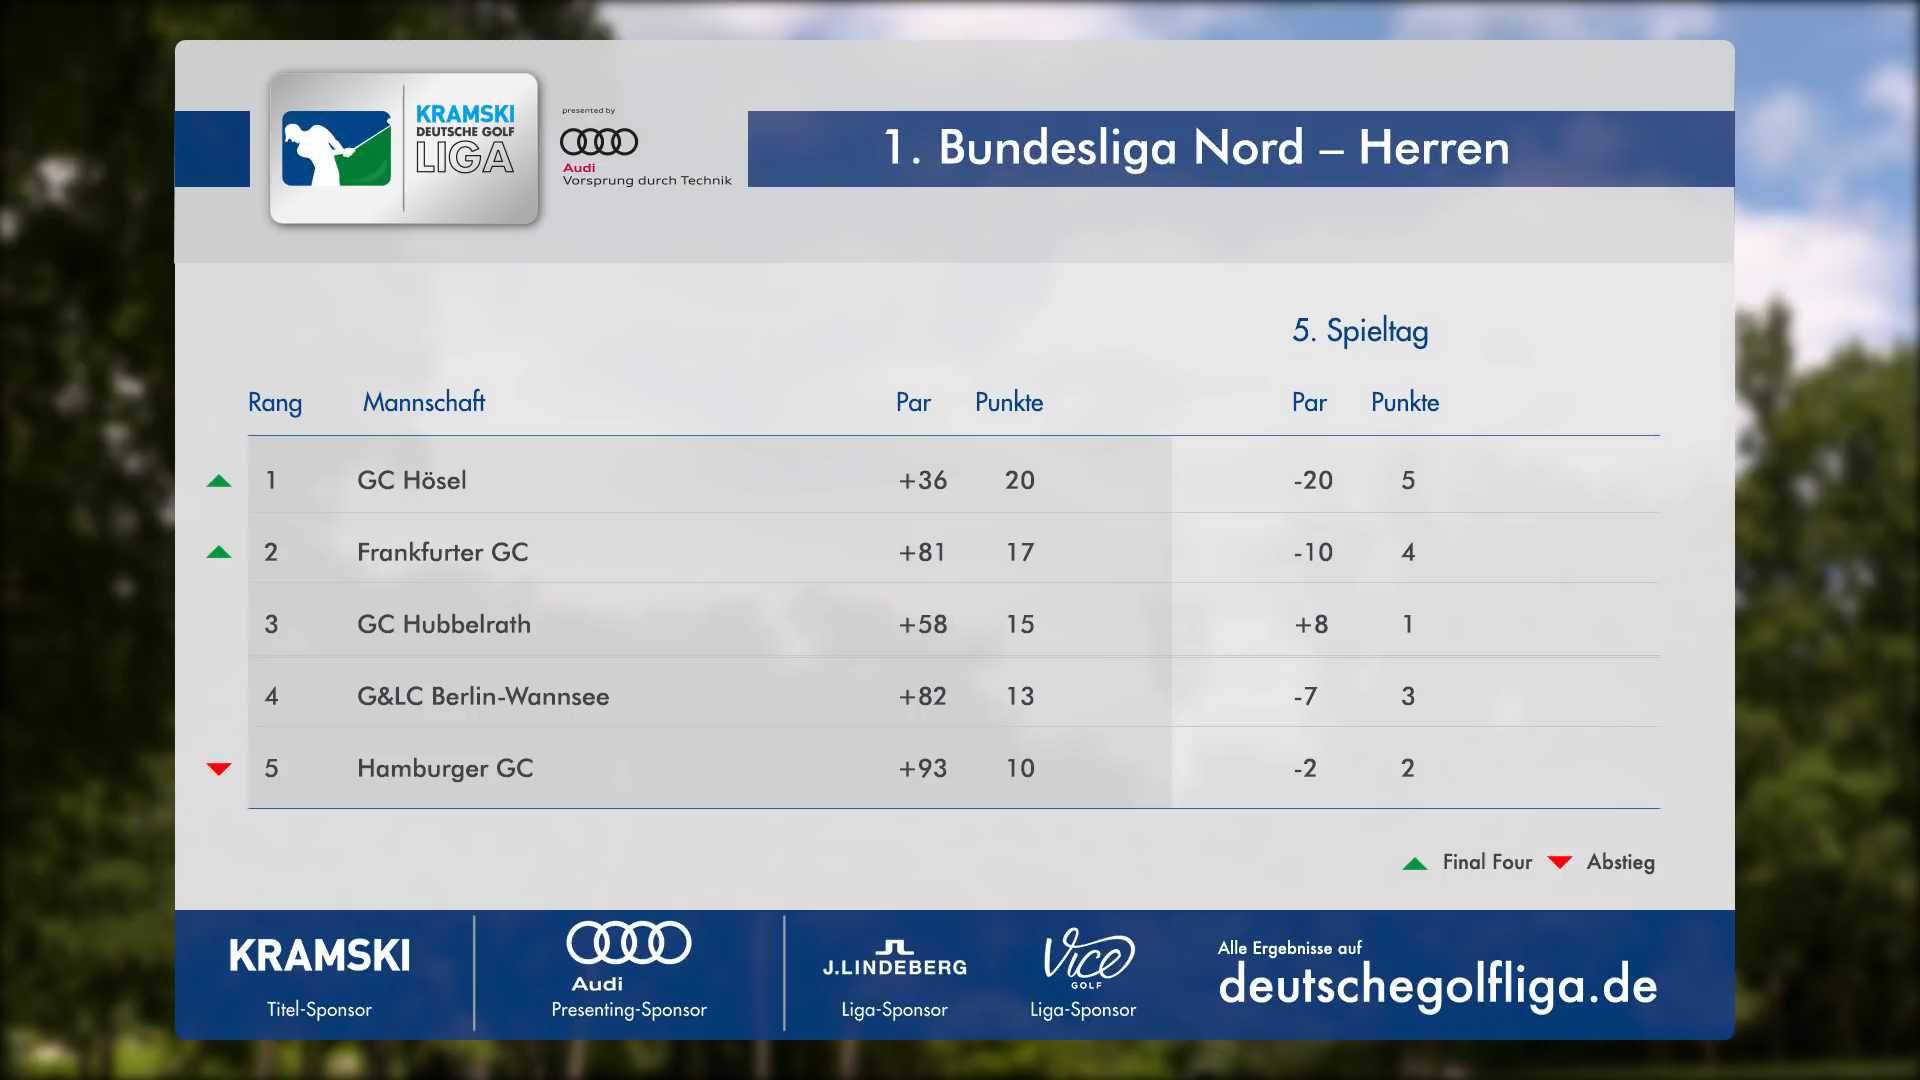 KRAMSKI
DEUTSCHE GOLF
LIGA
presented by
Audi
Vorsprung durch Technik
1. Bundesliga Nord – Herren
5. Spieltag
Rang Mannschaft Par Punkte Par Punkte
1 GC Hösel +36 20 -20 5
2 Frankfurter GC +81 17 -10 4
3 GC Hubbelrath +58 15 +8 1
4 G&LC Berlin-Wannsee +82 13 -7 3
5 Hamburger GC +93 10 -2 2
Final Four Abstieg
KRAMSKI
Titel-Sponsor
Audi
Presenting-Sponsor
J.LINDEBERG
Liga-Sponsor
Vice
GOLF
Liga-Sponsor
Alle Ergebnisse auf
deutschegolfliga.de